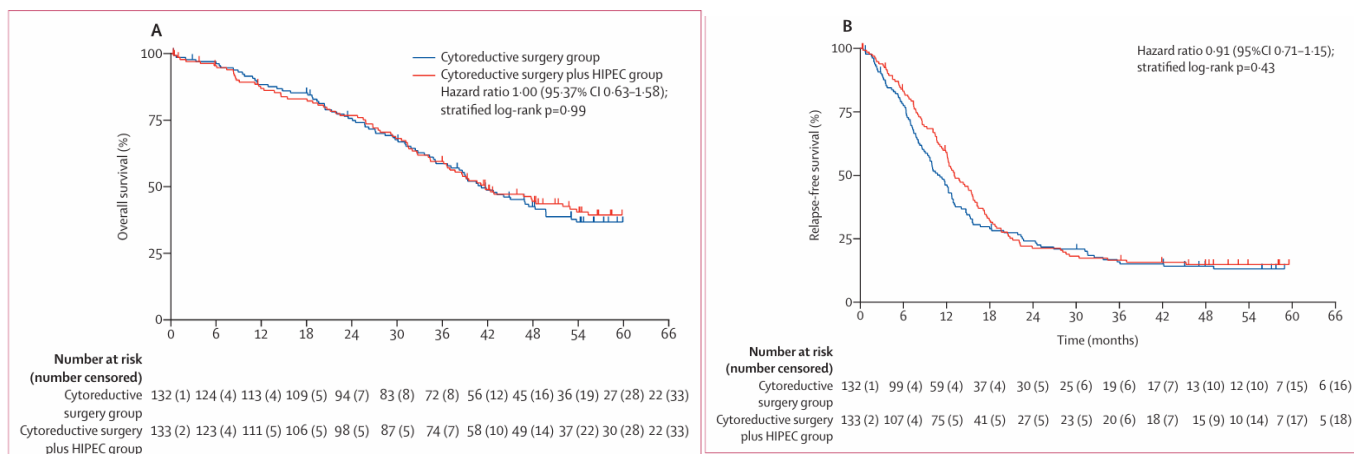 A
Cytoreductive surgery group
Cytoreductive surgery plus HIPEC group
Hazard ratio 1·00 (95·37% CI 0·63–1·58);
stratified log-rank p=0·99
Overall survival (%)
100
75
50
25
0
0 6 12 18 24 30 36 42 48 54 60 66
Number at risk
(number censored)
Cytoreductive surgery group 132 (1) 124 (4) 113 (4) 109 (5) 94 (7) 83 (8) 72 (8) 56 (12) 45 (16) 36 (19) 27 (28) 22 (33)
Cytoreductive surgery plus HIPEC group 133 (2) 123 (4) 111 (5) 106 (5) 98 (5) 87 (5) 74 (7) 58 (10) 49 (14) 37 (22) 30 (28) 22 (33)
B
Hazard ratio 0·91 (95%CI 0·71–1·15);
stratified log-rank p=0·43
Relapse-free survival (%)
100
75
50
25
0
0 6 12 18 24 30 36 42 48 54 60 66
Time (months)
Number at risk
(number censored)
Cytoreductive surgery group 132 (1) 99 (4) 59 (4) 37 (4) 30 (5) 25 (6) 19 (6) 17 (7) 13 (10) 12 (10) 7 (15) 6 (16)
Cytoreductive surgery plus HIPEC group 133 (2) 107 (4) 75 (5) 41 (5) 27 (5) 23 (5) 20 (6) 18 (7) 15 (9) 10 (14) 7 (17) 5 (18)